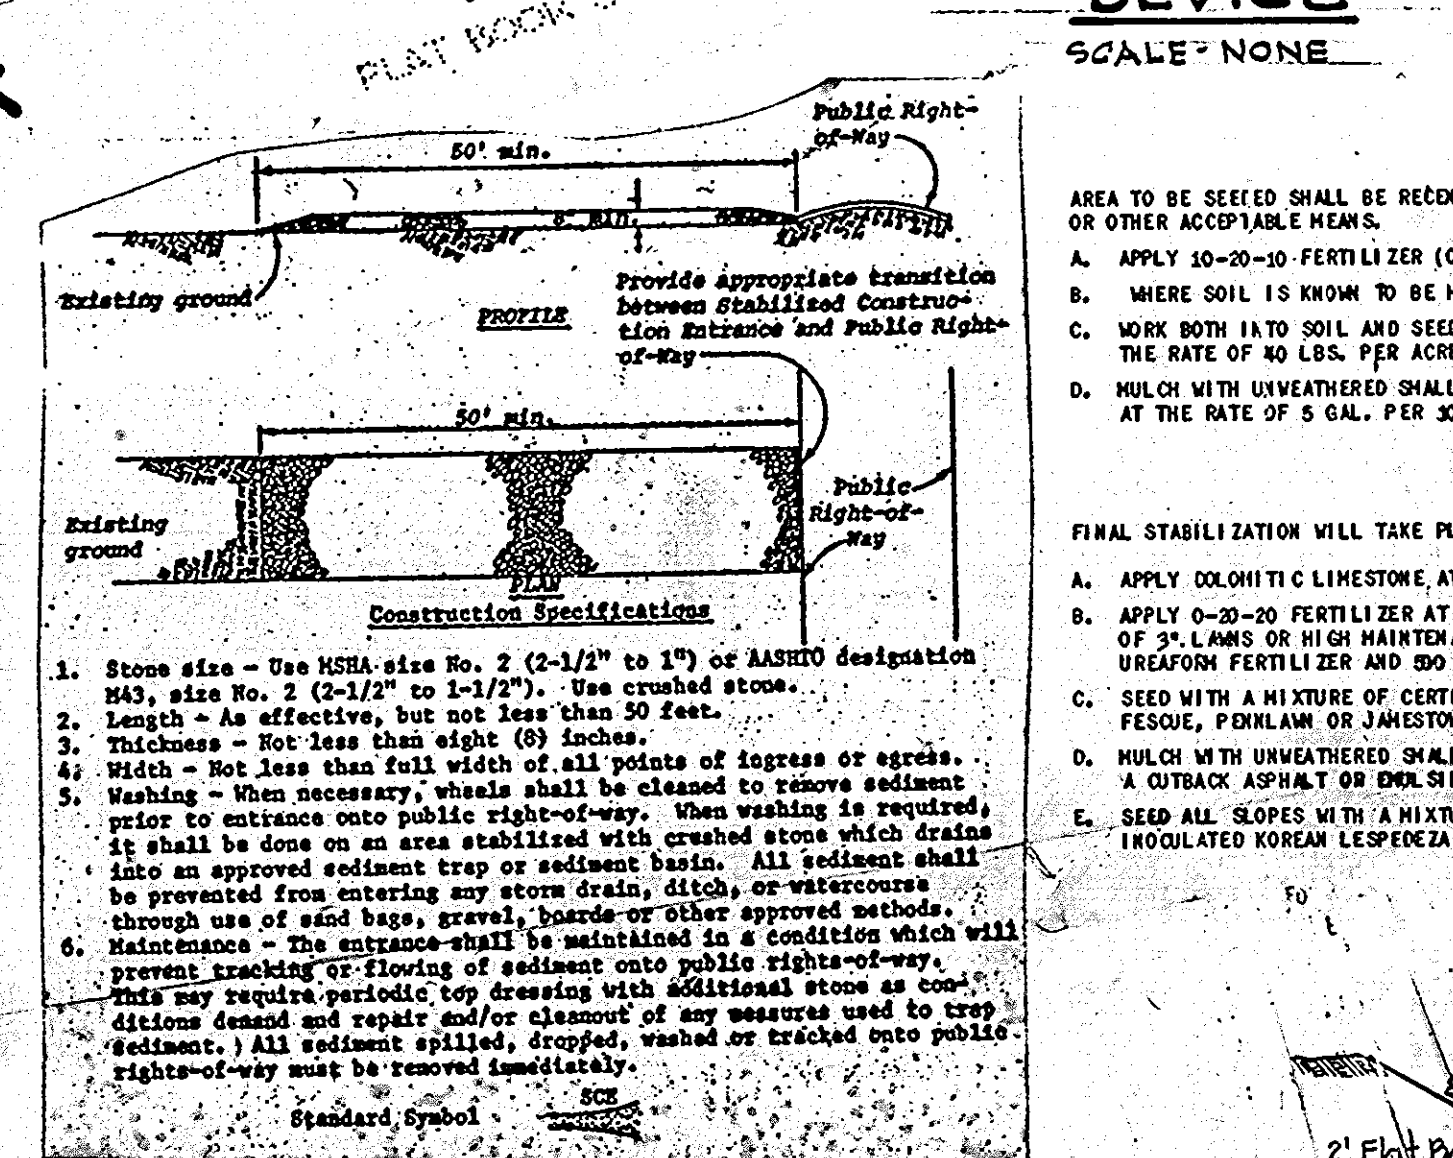 PLAT BOOK
DEVICE
SCALE - NONE
Public Right-
of-Way
50' min.
8" min.
Existing ground
PROFILE
Provide appropriate transition
between Stabilized Construc-
tion Entrance and Public Right-
of-Way
50' min.
Existing
ground
Public
Right-of-
Way
PLAN
Construction Specifications
1. Stone size - Use MSHA size No. 2 (2-1/2" to 1") or AASHTO designation
M43, size No. 2 (2-1/2" to 1-1/2"). Use crushed stone.
2. Length - As effective, but not less than 50 feet.
3. Thickness - Not less than eight (8) inches.
4. Width - Not less than full width of all points of ingress or egress.
5. Washing - When necessary, wheels shall be cleaned to remove sediment
prior to entrance onto public right-of-way. When washing is required,
it shall be done on an area stabilized with crushed stone which drains
into an approved sediment trap or sediment basin. All sediment shall
be prevented from entering any storm drain, ditch, or watercourse
through use of sand bags, gravel, boards or other approved methods.
6. Maintenance - The entrance shall be maintained in a condition which will
prevent tracking or flowing of sediment onto public rights-of-way.
This may require periodic top dressing with additional stone as con-
ditions demand and repair and/or cleanout of any measures used to trap
sediment. All sediment spilled, dropped, washed or tracked onto public
rights-of-way must be removed immediately.
Standard Symbol
SCE
AREA TO BE SEEDED SHALL BE RECEN
OR OTHER ACCEPTABLE MEANS.
A. APPLY 10-20-10 FERTILIZER (O
B. WHERE SOIL IS KNOWN TO BE H
C. WORK BOTH INTO SOIL AND SEED
THE RATE OF 40 LBS. PER ACRE
D. MULCH WITH UNWEATHERED SMALL
AT THE RATE OF 5 GAL. PER 10
FINAL STABILIZATION WILL TAKE PL
A. APPLY DOLOMITIC LIMESTONE AT
B. APPLY 0-20-20 FERTILIZER AT
OF 3". LAWNS OR HIGH MAINTEN
UREAFORM FERTILIZER AND 500
C. SEED WITH A MIXTURE OF CERTI
FESCUE, PENNLAWN OR JAMESTOW
D. MULCH WITH UNWEATHERED SMALL
A CUTBACK ASPHALT OR EMULSI
E. SEED ALL SLOPES WITH A MIXTU
INOCULATED KOREAN LESPEDEZA
2' Flat Bo